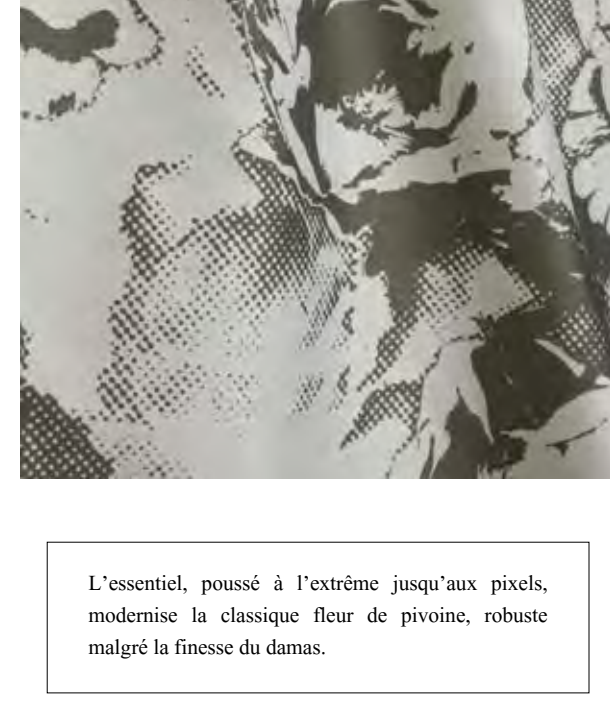 L’essentiel, poussé à l’extrême jusqu’aux pixels,
modernise la classique fleur de pivoine, robuste
malgré la finesse du damas.